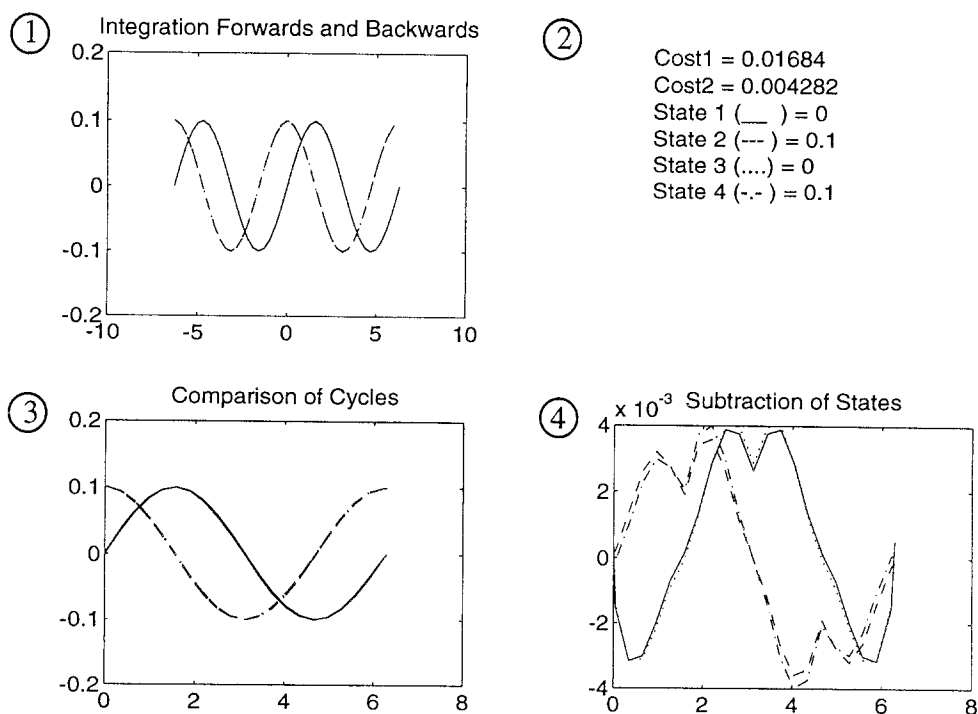 1 Integration Forwards and Backwards
0.2
0.1
0
-0.1
-0.2
-10 -5 0 5 10
2
Cost1 = 0.01684
Cost2 = 0.004282
State 1 (__ ) = 0
State 2 (--- ) = 0.1
State 3 (....) = 0
State 4 (-.- ) = 0.1
3 Comparison of Cycles
0.2
0.1
0
-0.1
-0.2
0 2 4 6 8
4 x 10-3 Subtraction of States
4
2
0
-2
-4
0 2 4 6 8